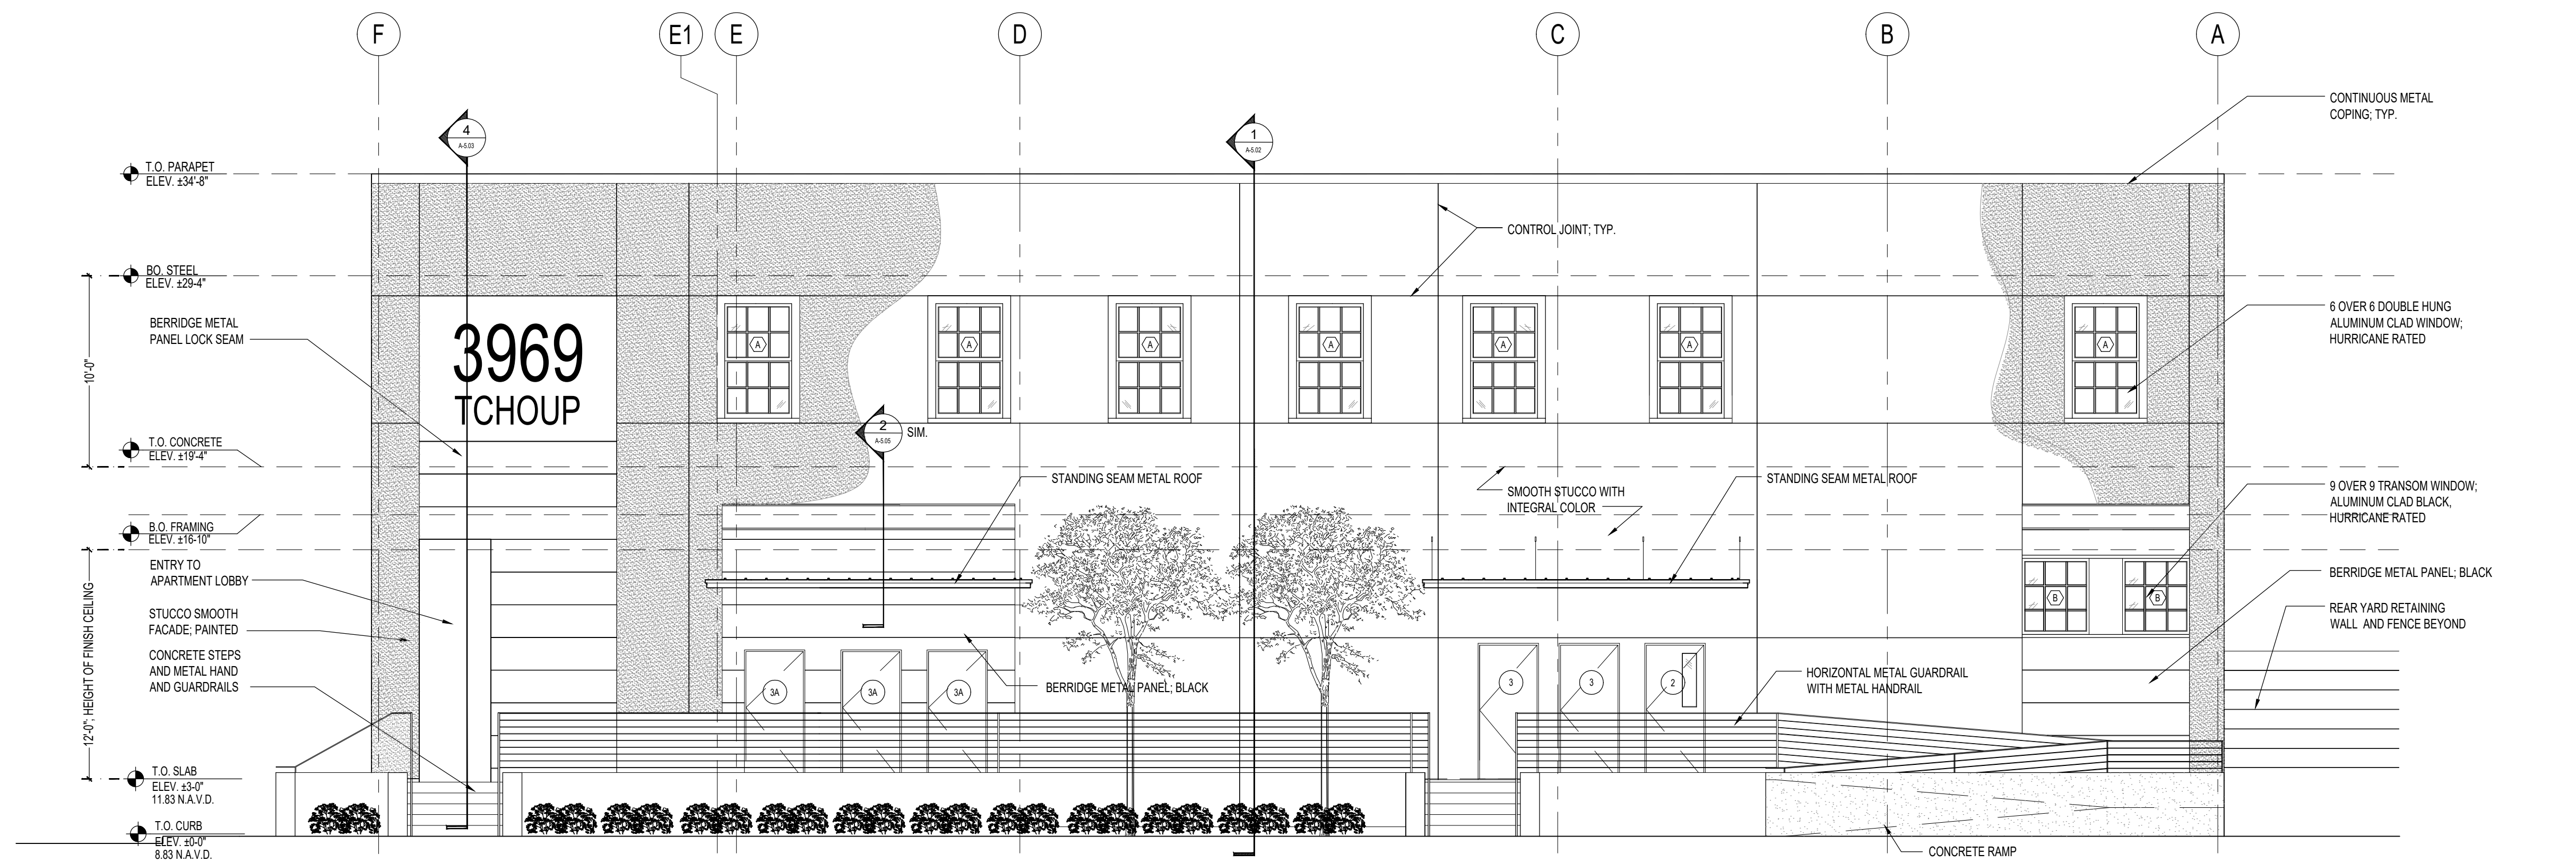 F
E1
E
D
C
B
A
4
A-5.03
1
A-5.02
CONTINUOUS METAL
COPING; TYP.
T.O. PARAPET
ELEV. ±34'-8"
CONTROL JOINT; TYP.
BO. STEEL
ELEV. ±29-4"
BERRIDGE METAL
PANEL LOCK SEAM
3969
TCHOUP
A
A
A
A
A
A
A
6 OVER 6 DOUBLE HUNG
ALUMINUM CLAD WINDOW;
HURRICANE RATED
10'-0"
2
A-5.05
SIM.
T.O. CONCRETE
ELEV. ±19'-4"
STANDING SEAM METAL ROOF
SMOOTH STUCCO WITH
INTEGRAL COLOR
STANDING SEAM METAL ROOF
9 OVER 9 TRANSOM WINDOW;
ALUMINUM CLAD BLACK,
HURRICANE RATED
B.O. FRAMING
ELEV. ±16-10"
ENTRY TO
APARTMENT LOBBY
B
B
BERRIDGE METAL PANEL; BLACK
STUCCO SMOOTH
FACADE; PAINTED
REAR YARD RETAINING
WALL AND FENCE BEYOND
CONCRETE STEPS
AND METAL HAND
AND GUARDRAILS
12'-0"; HEIGHT OF FINISH CEILING
3A
3A
3A
BERRIDGE METAL PANEL; BLACK
3
3
2
HORIZONTAL METAL GUARDRAIL
WITH METAL HANDRAIL
T.O. SLAB
ELEV. ±3-0"
11.83 N.A.V.D.
T.O. CURB
ELEV. ±0-0"
8.83 N.A.V.D.
CONCRETE RAMP